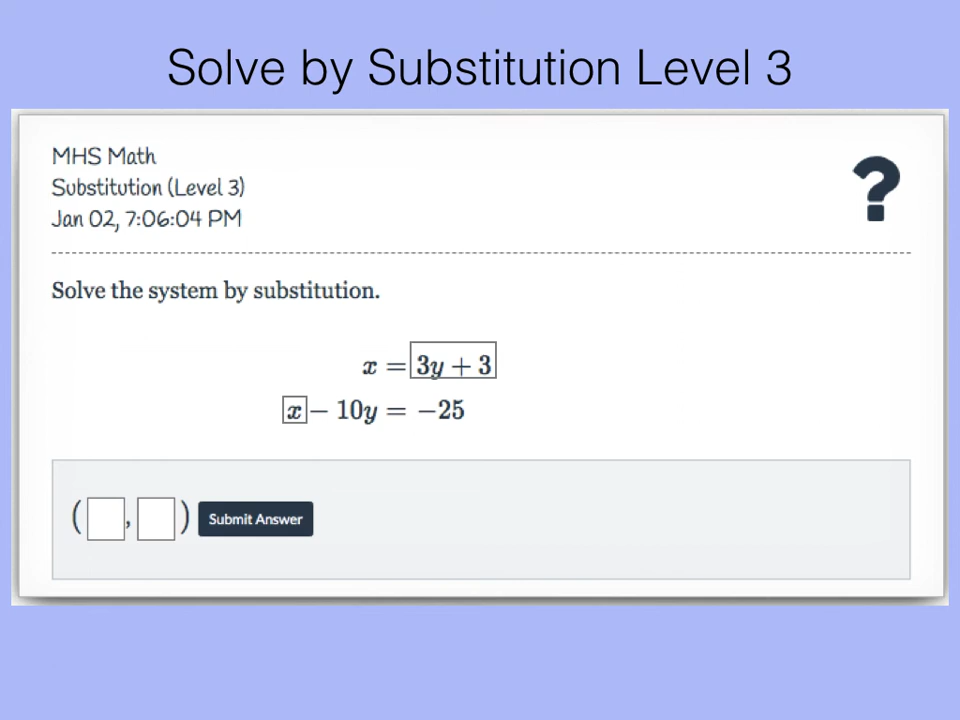 Solve by Substitution Level 3
MHS Math
Substitution (Level 3)
Jan 02, 7:06:04 PM
?
Solve the system by substitution.
x = 3y + 3
x − 10y = −25
( , ) Submit Answer